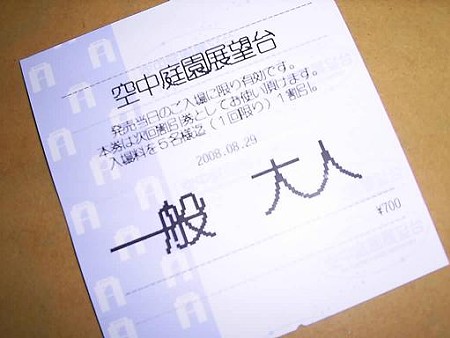 空中庭園展望台
発売当日のご入場に限り有効です。
本券は次回割引券としてお使い頂けます。
入場料を5名様迄(1回限り)1割引。
2008.08.29
一般 大人
¥700